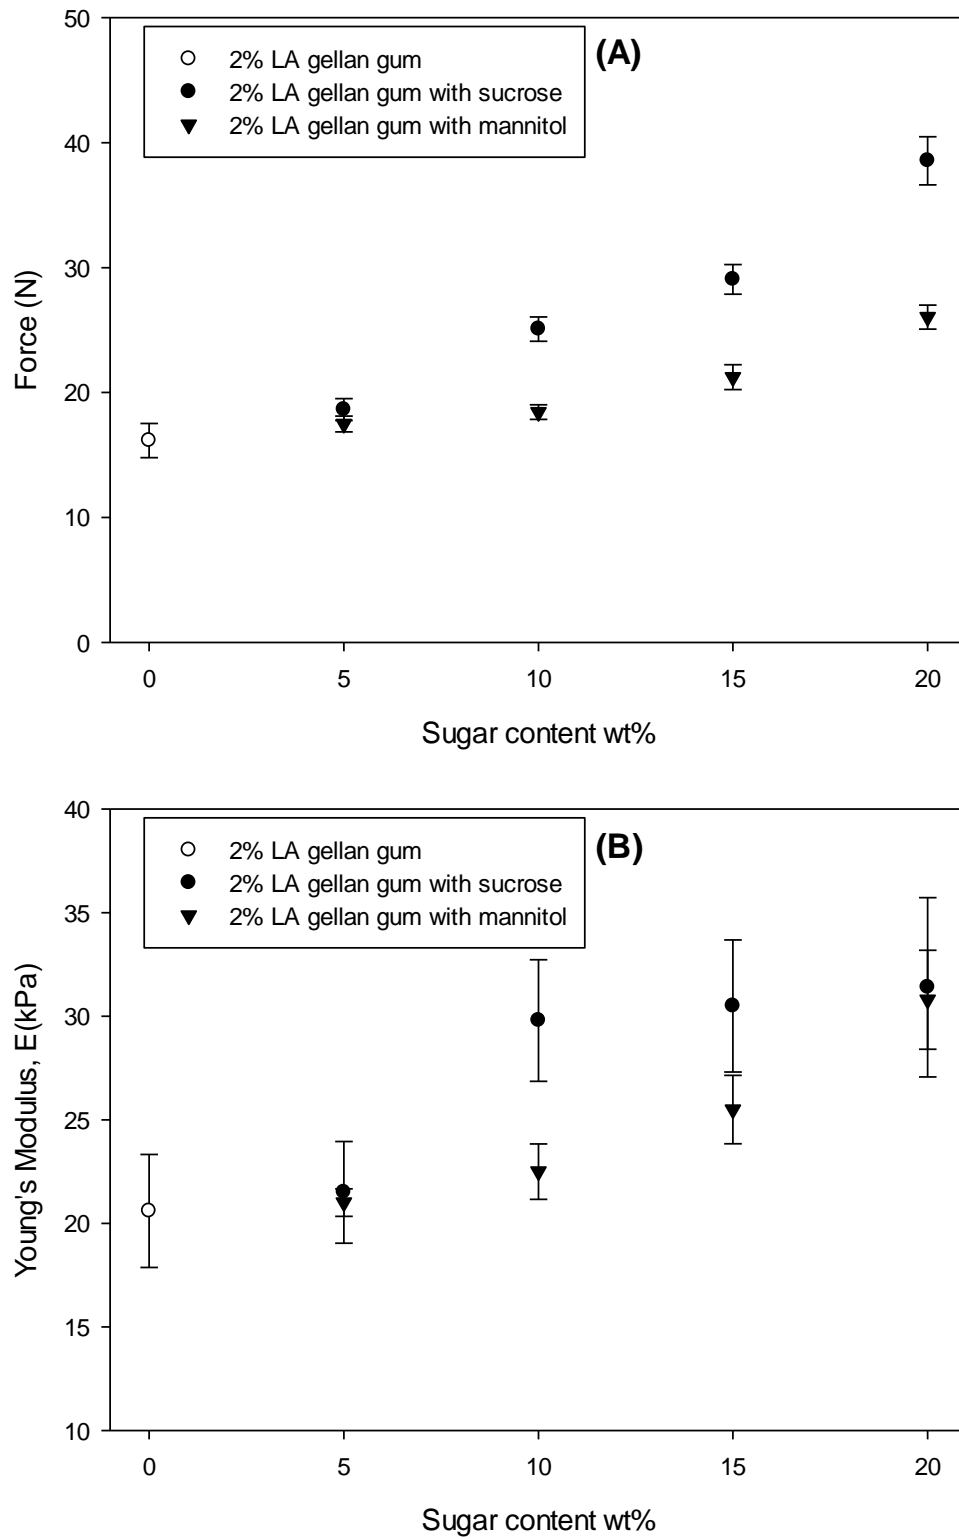 50
40
30
20
10
0
Force (N)
2% LA gellan gum
2% LA gellan gum with sucrose
2% LA gellan gum with mannitol
(A)
0 5 10 15 20
Sugar content wt%
40
35
30
25
20
15
10
Young's Modulus, E(kPa)
2% LA gellan gum
2% LA gellan gum with sucrose
2% LA gellan gum with mannitol
(B)
0 5 10 15 20
Sugar content wt%